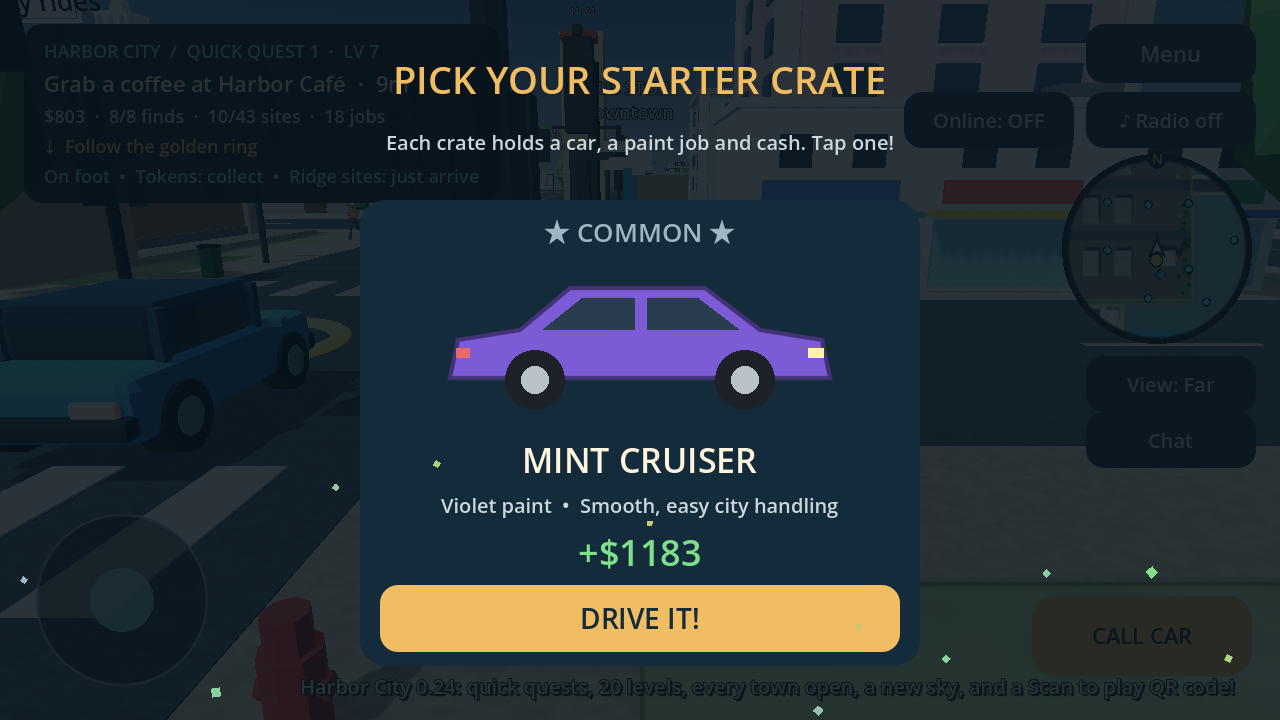 y rides
HARBOR CITY / QUICK QUEST 1 · LV 7
Grab a coffee at Harbor Café · 9m
$803 · 8/8 finds · 10/43 sites · 18 jobs
↓ Follow the golden ring
On foot • Tokens: collect • Ridge sites: just arrive
PICK YOUR STARTER CRATE
Each crate holds a car, a paint job and cash. Tap one!
Menu
Online: OFF
♪ Radio off
N
★ COMMON ★
MINT CRUISER
Violet paint • Smooth, easy city handling
+$1183
DRIVE IT!
View: Far
Chat
CALL CAR
Harbor City 0.24: quick quests, 20 levels, every town open, a new sky, and a Scan to play QR code!